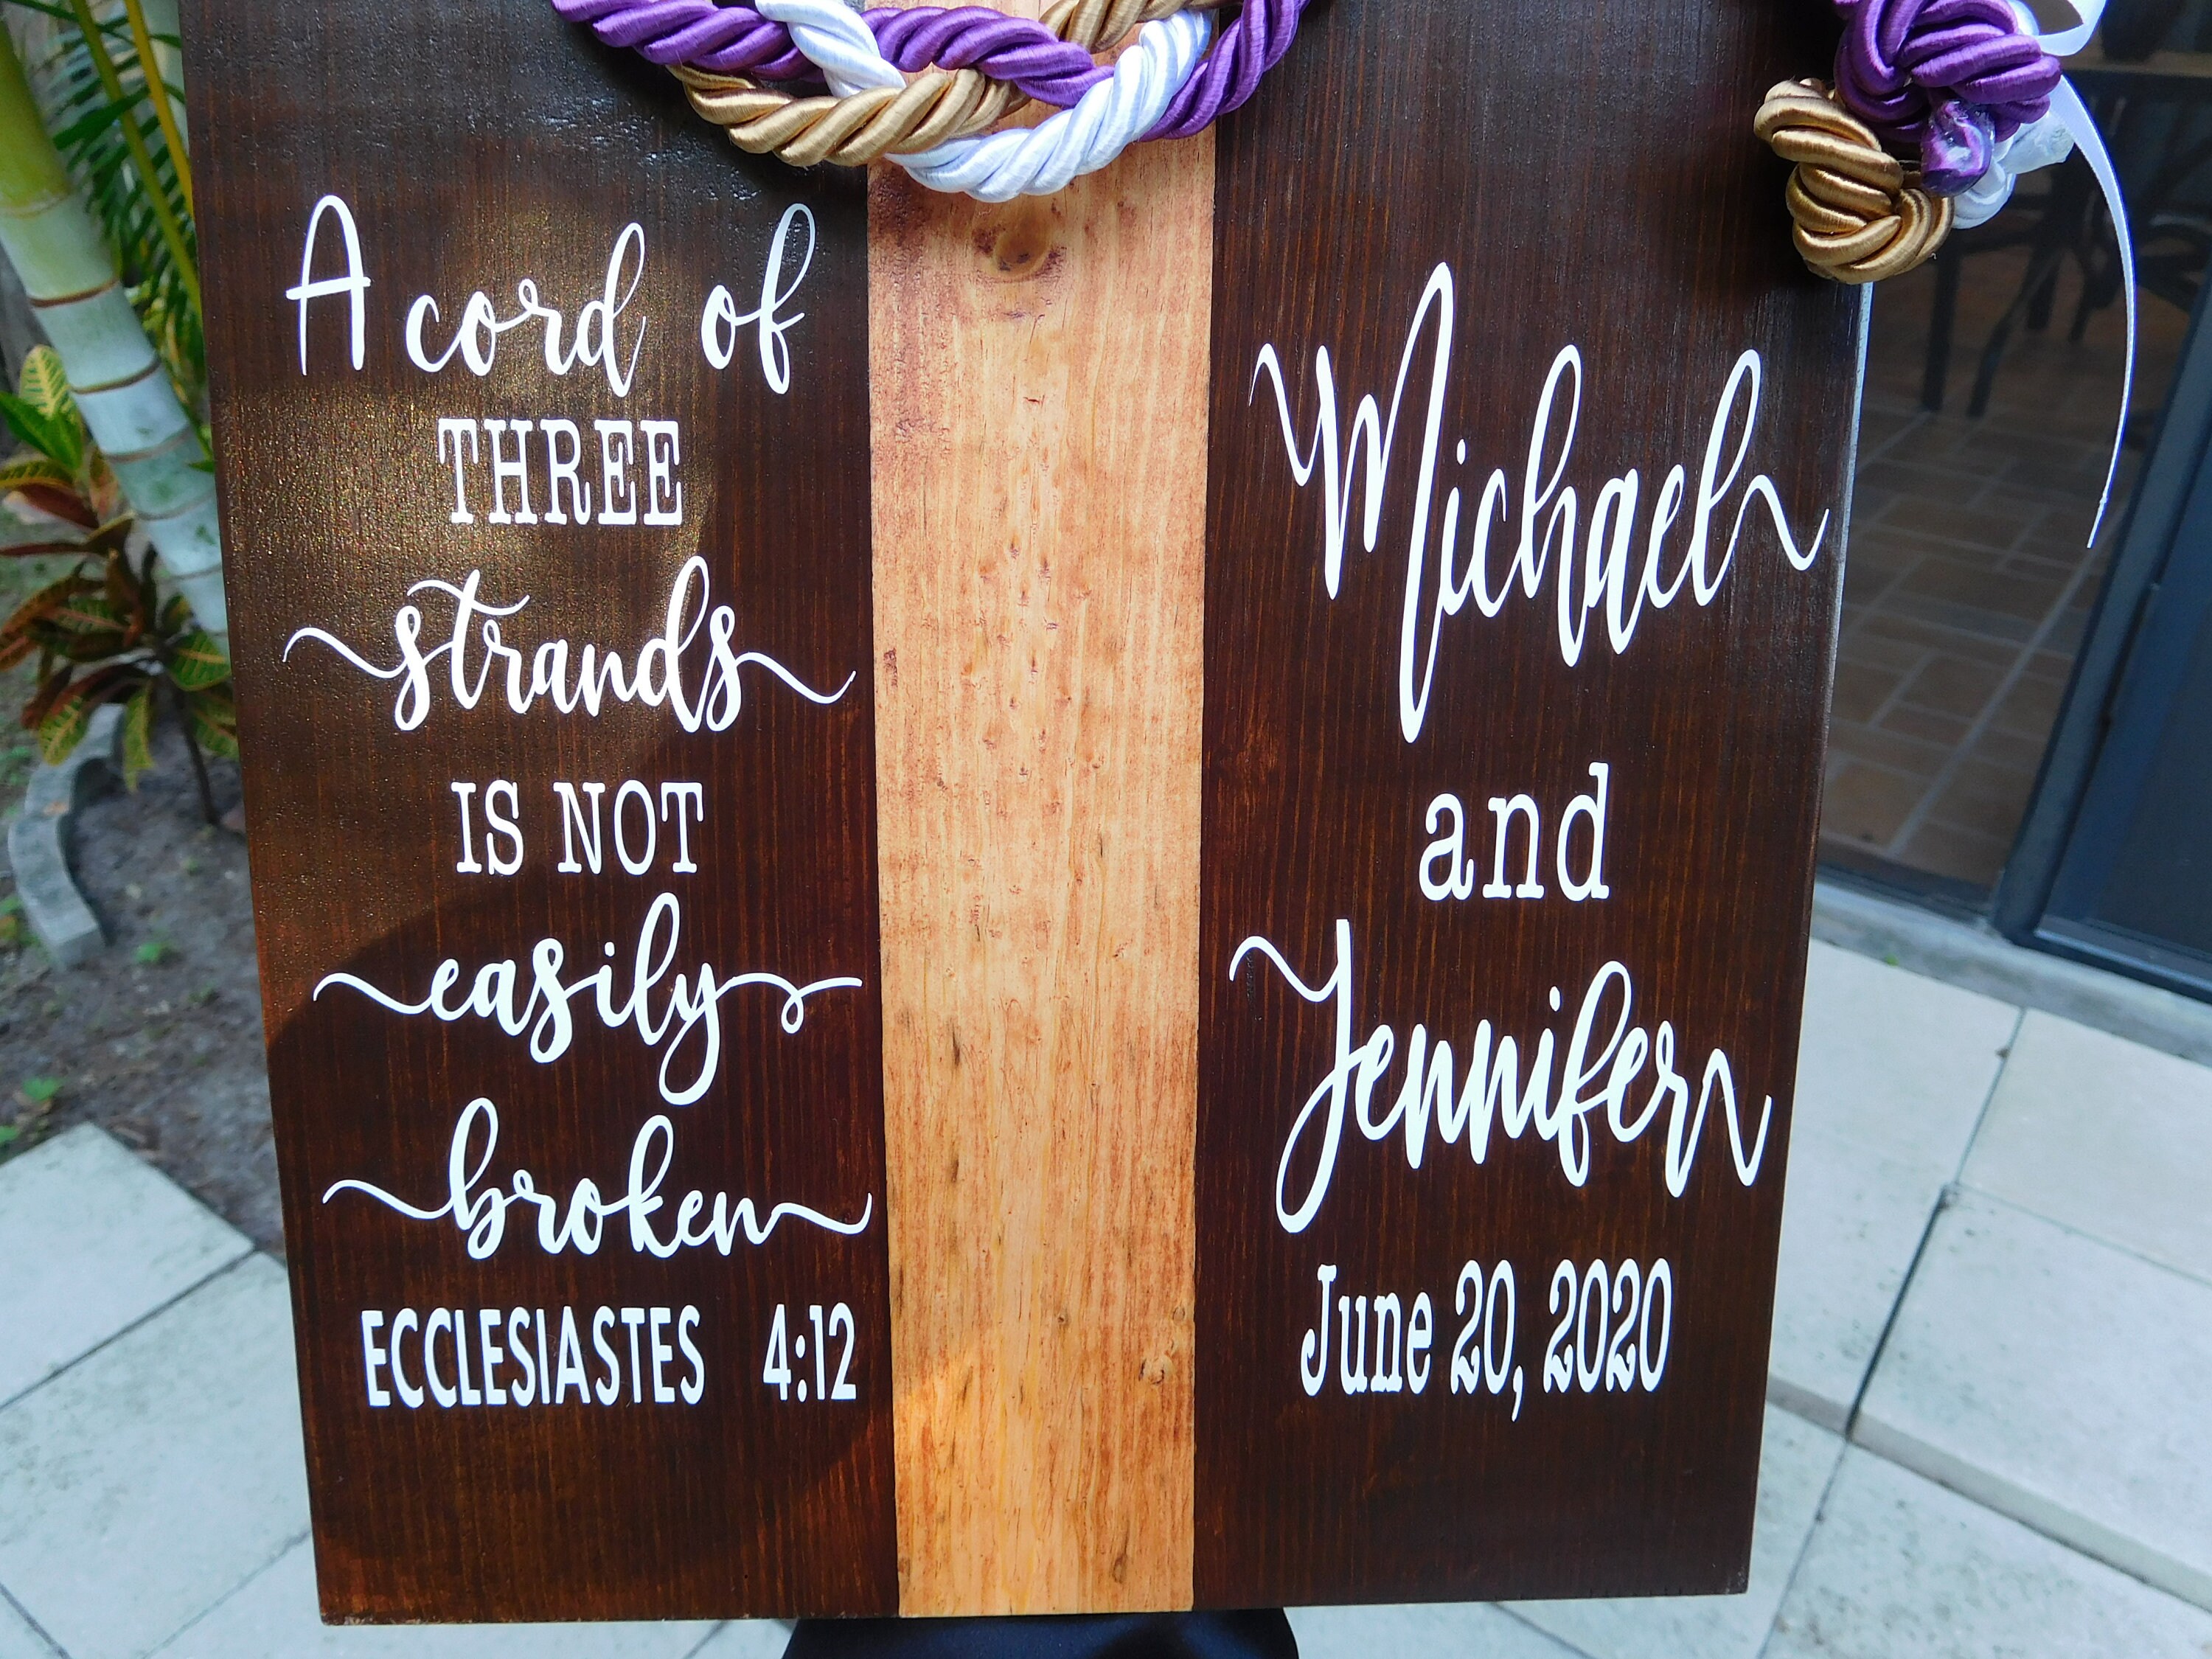 A cord of
THREE
strands
IS NOT
easily
broken
ECCLESIASTES 4:12
Michael
and
Jennifer
June 20, 2020